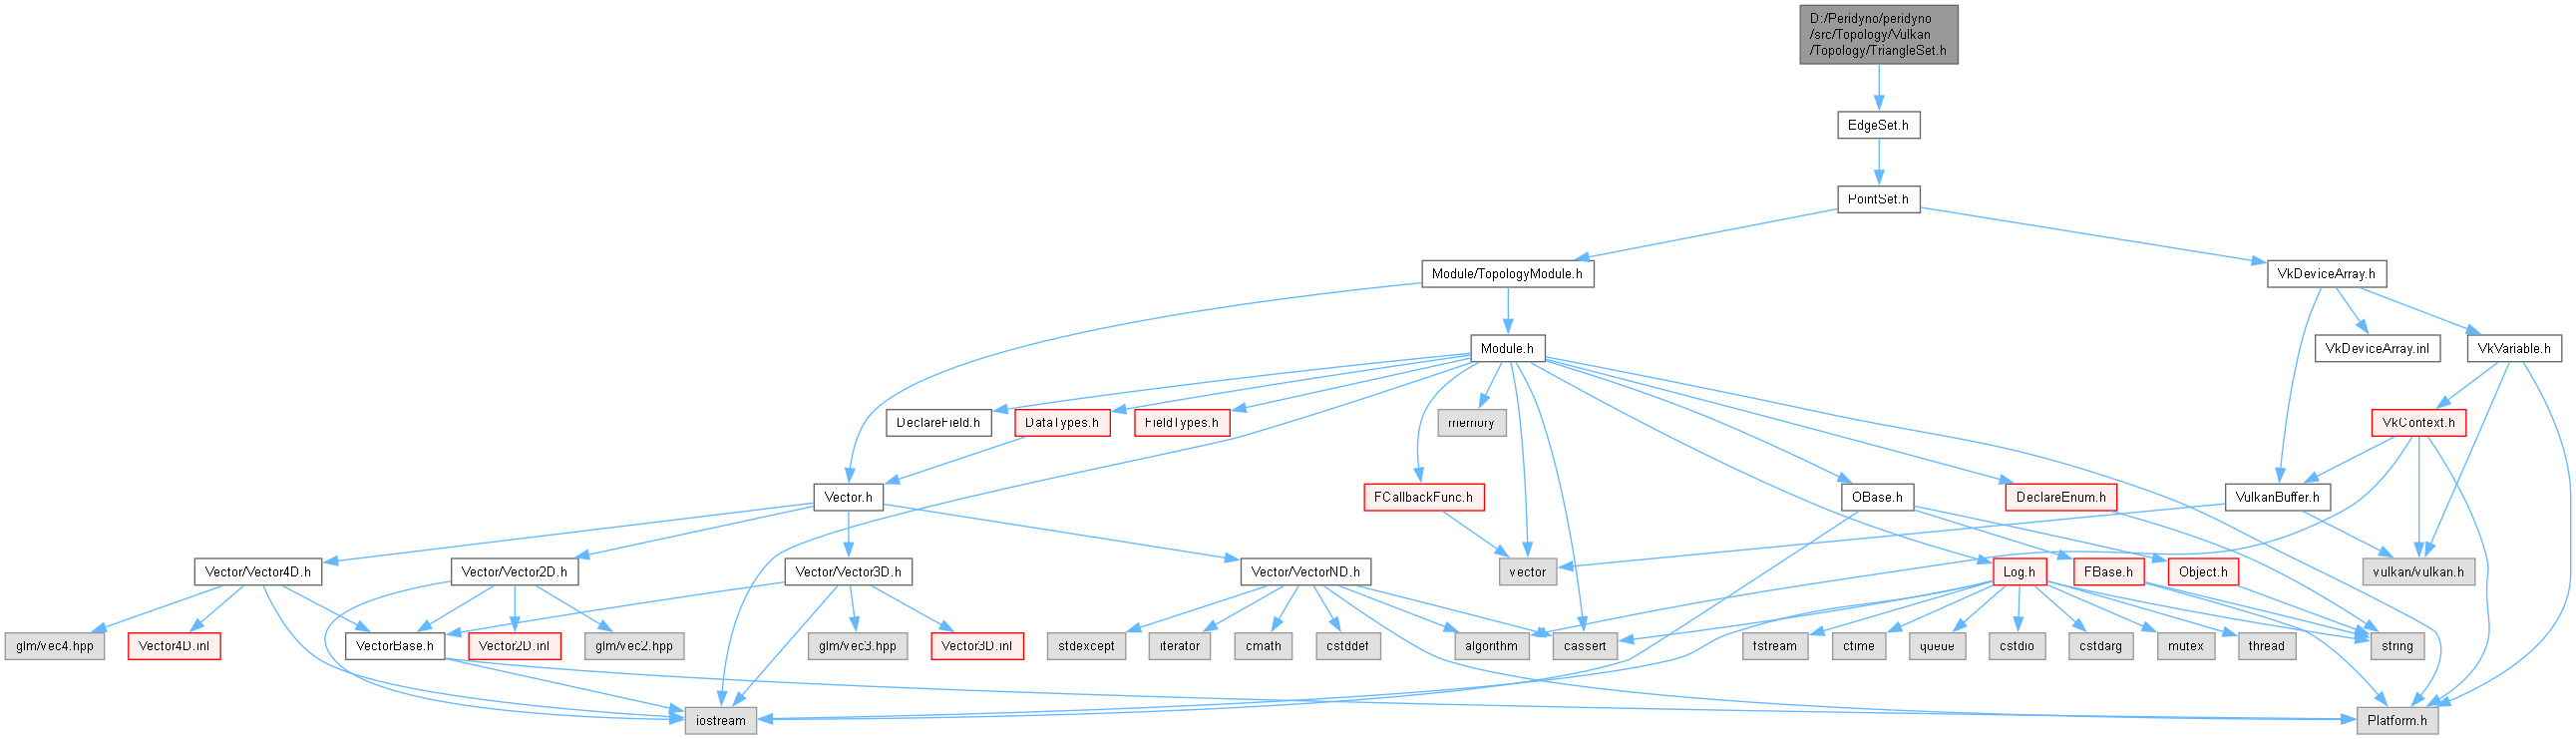 D:/Peridyno/peridyno
/src/Topology/Vulkan
/Topology/TriangleSet.h
EdgeSet.h
PointSet.h
Module/TopologyModule.h
VkDeviceArray.h
Module.h
VkDeviceArray.inl
VkVariable.h
DeclareField.h
DataTypes.h
FieldTypes.h
memory
VkContext.h
Vector.h
FCallbackFunc.h
OBase.h
DeclareEnum.h
VulkanBuffer.h
Vector/Vector4D.h
Vector/Vector2D.h
Vector/Vector3D.h
Vector/VectorND.h
vector
Log.h
FBase.h
Object.h
vulkan/vulkan.h
glm/vec4.hpp
Vector4D.inl
VectorBase.h
Vector2D.inl
glm/vec2.hpp
glm/vec3.hpp
Vector3D.inl
stdexcept
iterator
cmath
cstddef
algorithm
cassert
fstream
ctime
queue
cstdio
cstdarg
mutex
thread
string
iostream
Platform.h